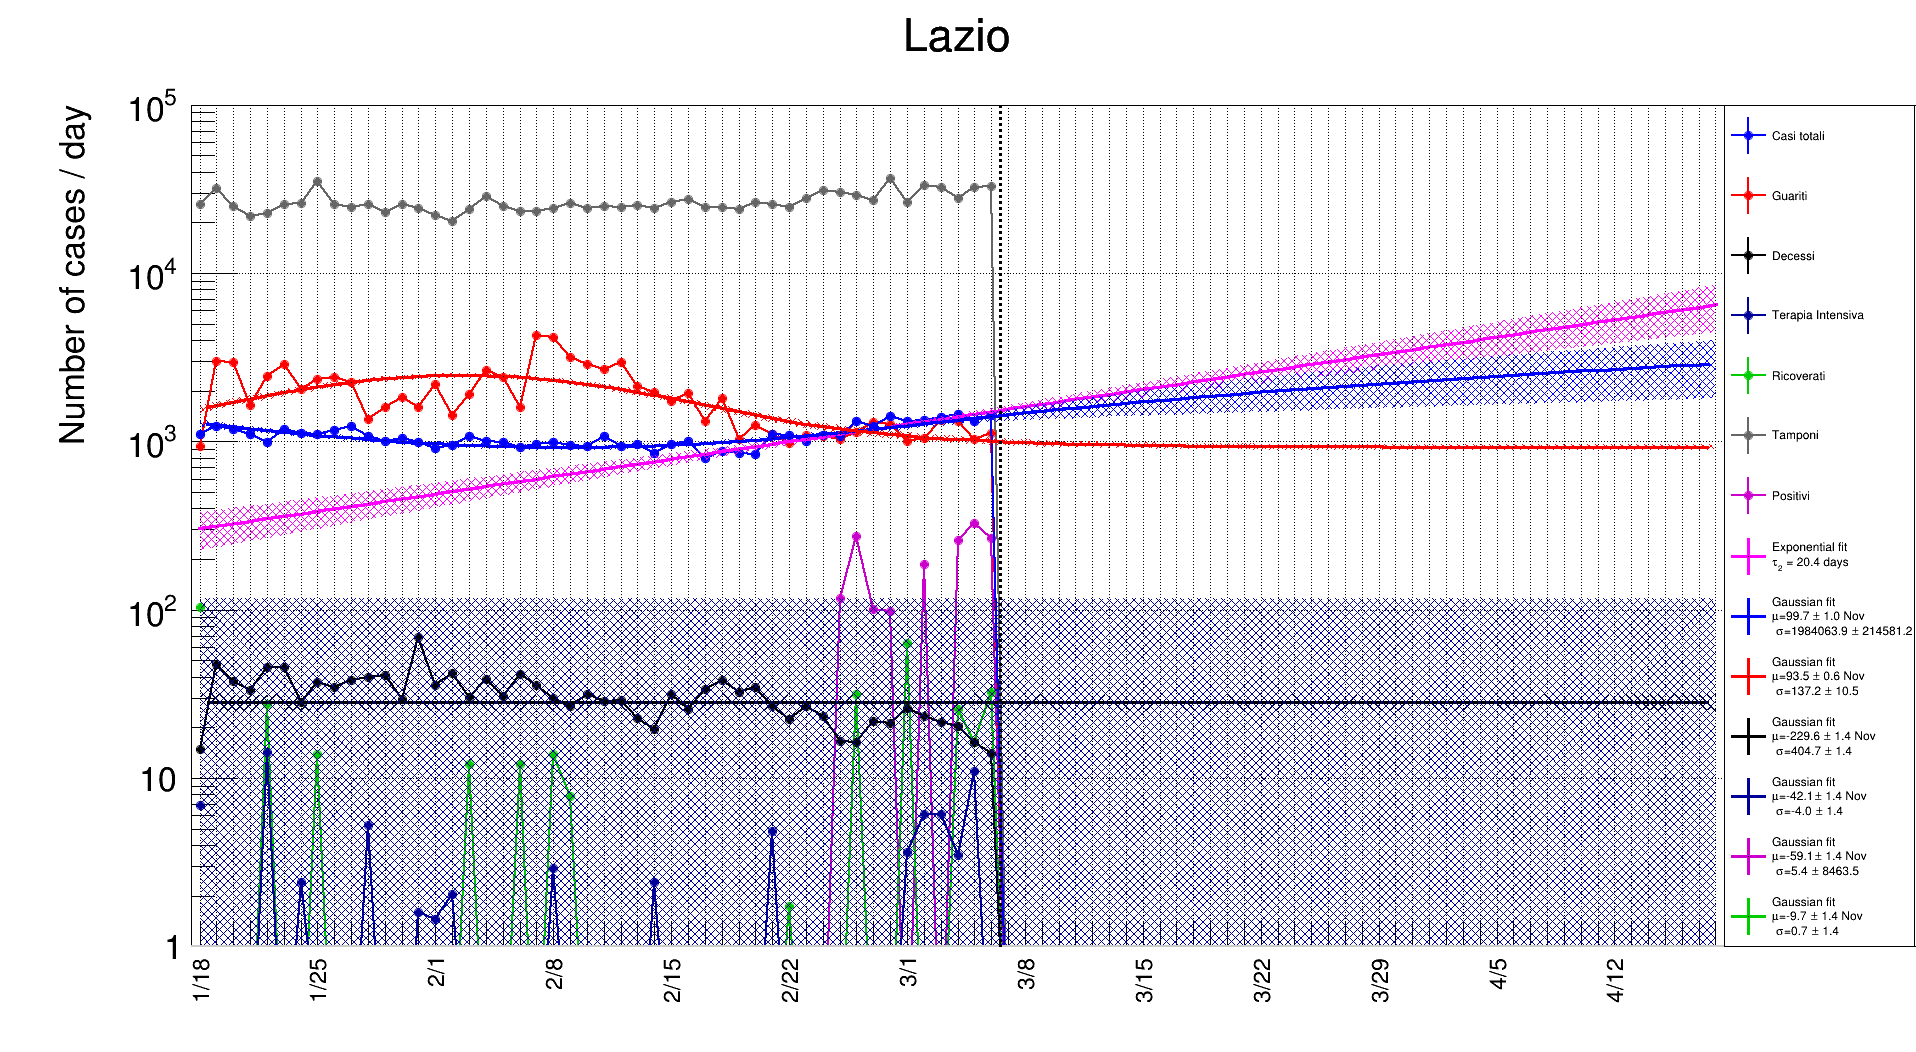 Lazio
Number of cases / day
10^5
10^4
10^3
10^2
10
1
1/18
1/25
2/1
2/8
2/15
2/22
3/1
3/8
3/15
3/22
3/29
4/5
4/12
Casi totali
Guariti
Decessi
Terapia Intensiva
Ricoverati
Tamponi
Positivi
Exponential fit
τ_2 = 20.4 days
Gaussian fit
μ=99.7 ± 1.0 Nov
σ=1984063.9 ± 214581.2
Gaussian fit
μ=93.5 ± 0.6 Nov
σ=137.2 ± 10.5
Gaussian fit
μ=-229.6 ± 1.4 Nov
σ=404.7 ± 1.4
Gaussian fit
μ=-42.1 ± 1.4 Nov
σ=-4.0 ± 1.4
Gaussian fit
μ=-59.1 ± 1.4 Nov
σ=5.4 ± 8463.5
Gaussian fit
μ=-9.7 ± 1.4 Nov
σ=0.7 ± 1.4